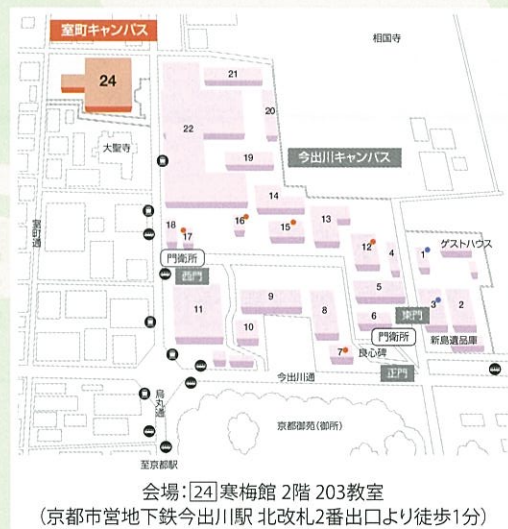 室町キャンパス
相国寺
24
21
20
22
大聖寺
19
今出川キャンパス
14
18
17
16
15
13
12
4
1
ゲストハウス
門衛所
西門
室町通
5
11
9
8
6
東門
3
2
10
門衛所
新島遺品庫
7
良心碑
正門
今出川通
烏丸通
京都御苑(御所)
至京都駅
会場:24 寒梅館 2階 203教室
(京都市営地下鉄今出川駅 北改札2番出口より徒歩1分)